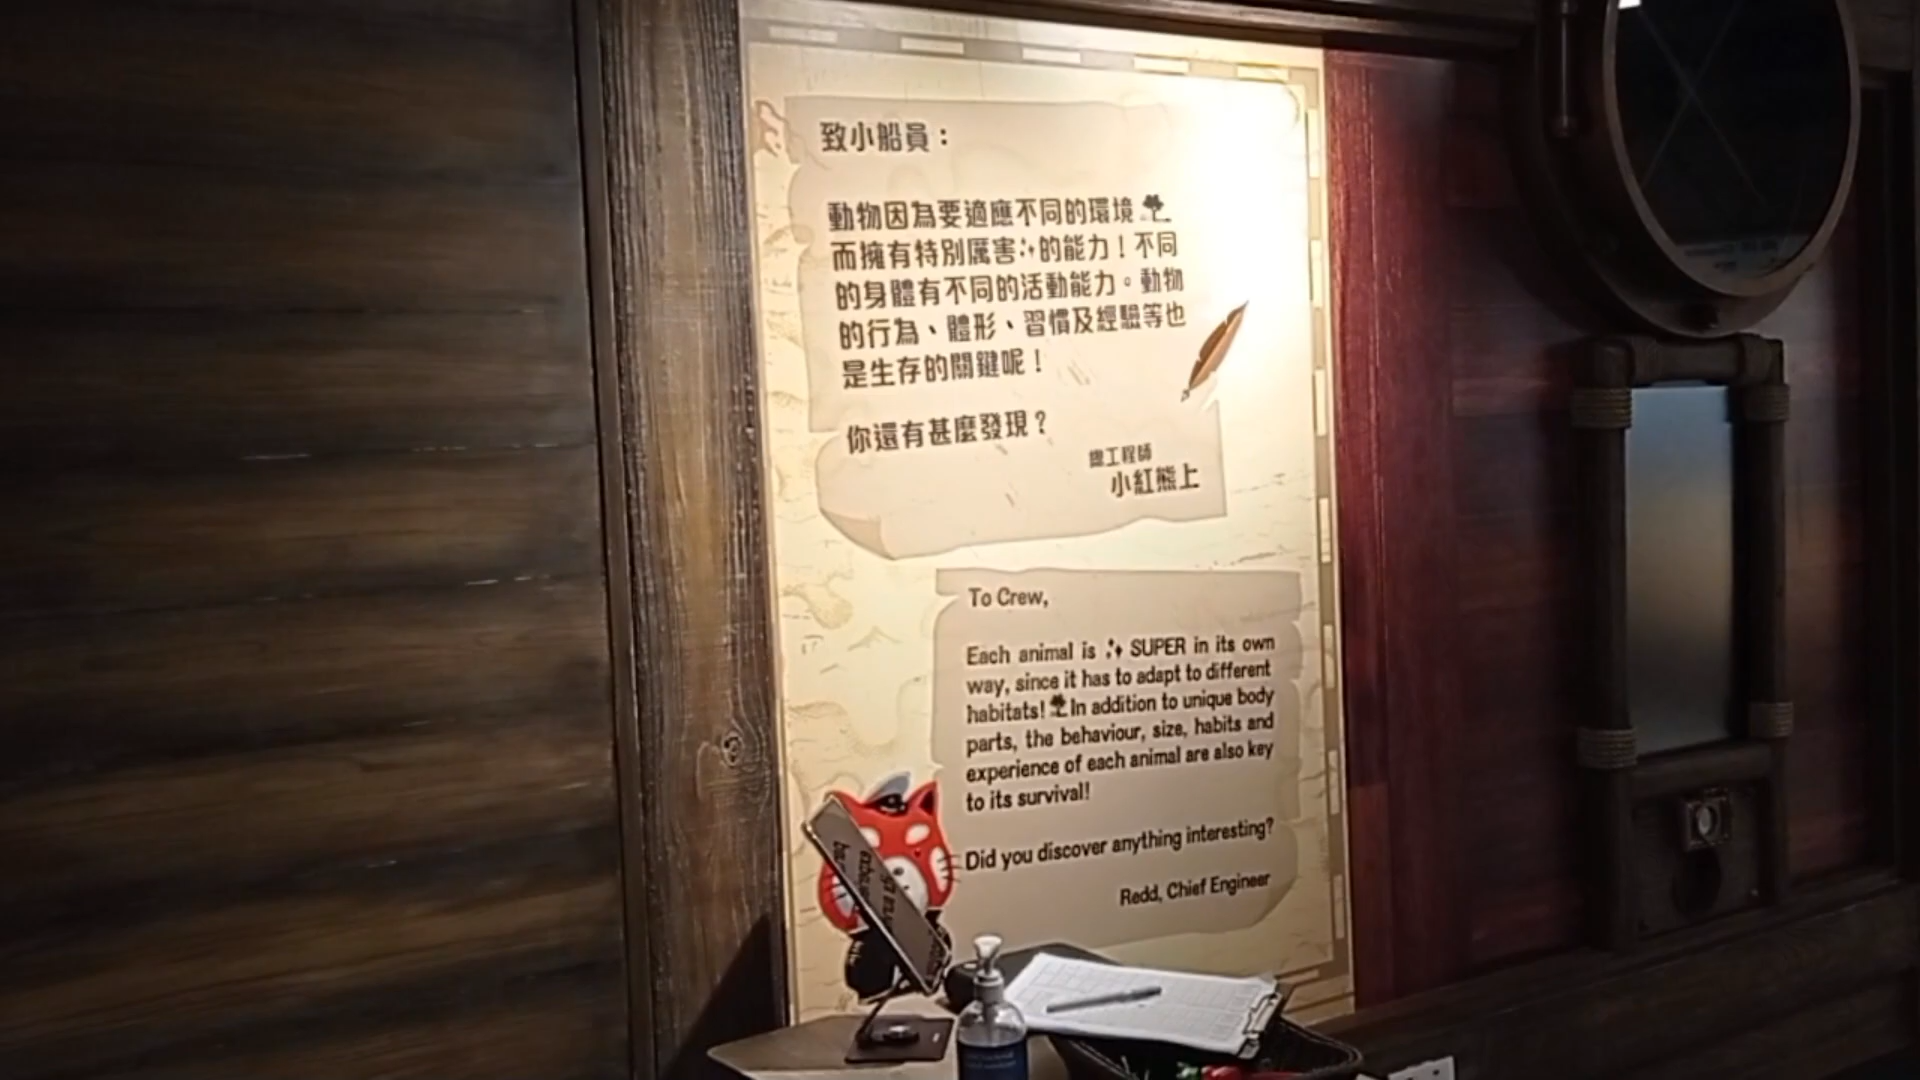 致小船員：
動物因為要適應不同的環境
而擁有特別厲害的能力！不同
的身體有不同的活動能力。動物
的行為、體形、習慣及經驗等也
是生存的關鍵呢！
你還有甚麼發現？
總工程師
小紅熊上
To Crew,
Each animal is SUPER in its own
way, since it has to adapt to different
habitats! In addition to unique body
parts, the behaviour, size, habits and
experience of each animal are also key
to its survival!
Did you discover anything interesting?
Redd, Chief Engineer